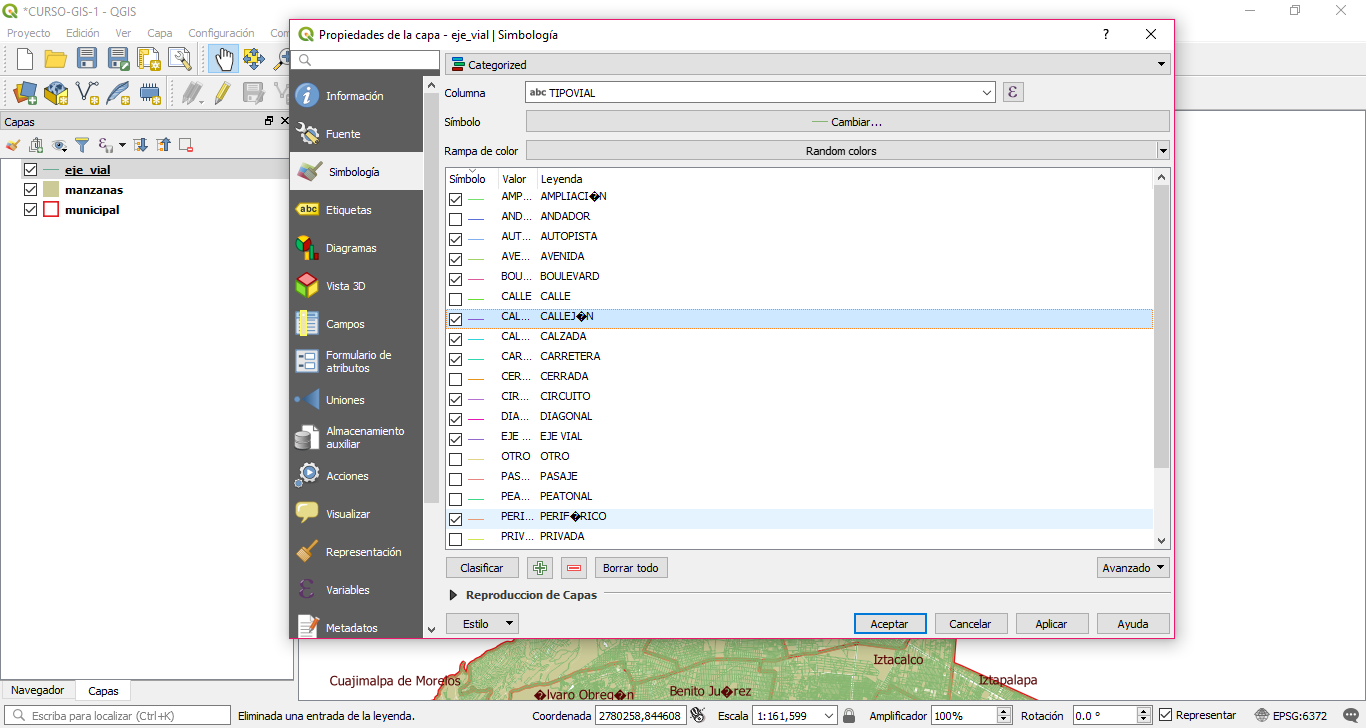 *CURSO-GIS-1 - QGIS
Proyecto Edición Ver Capa Configuración Com
Capas
eje_vial
manzanas
municipal
Propiedades de la capa - eje_vial | Simbología
?
Información
Fuente
Simbología
abc Etiquetas
Diagramas
Vista 3D
Campos
Formulario de
atributos
Uniones
Almacenamiento
auxiliar
Acciones
Visualizar
Representación
Variables
Metadatos
Categorized
Columna abc TIPOVIAL ε
Símbolo Cambiar...
Rampa de color Random colors
Símbolo Valor Leyenda
AMP... AMPLIACI�N
AND... ANDADOR
AUT... AUTOPISTA
AVE... AVENIDA
BOU... BOULEVARD
CALLE CALLE
CAL... CALLEJ�N
CAL... CALZADA
CAR... CARRETERA
CER... CERRADA
CIR... CIRCUITO
DIA... DIAGONAL
EJE ... EJE VIAL
OTRO OTRO
PAS... PASAJE
PEA... PEATONAL
PERI... PERIF�RICO
PRIV... PRIVADA
Clasificar Borrar todo Avanzado
Reproduccion de Capas
Estilo Aceptar Cancelar Aplicar Ayuda
Iztacalco
Cuajimalpa de Morelos
Iztapalapa
�lvaro Obreg�n
Benito Ju�rez
Navegador Capas
Escriba para localizar (Ctrl+K) Eliminada una entrada de la leyenda. Coordenada 2780258,844608 Escala 1:161,599 Amplificador 100% Rotación 0.0 ° Representar EPSG:6372